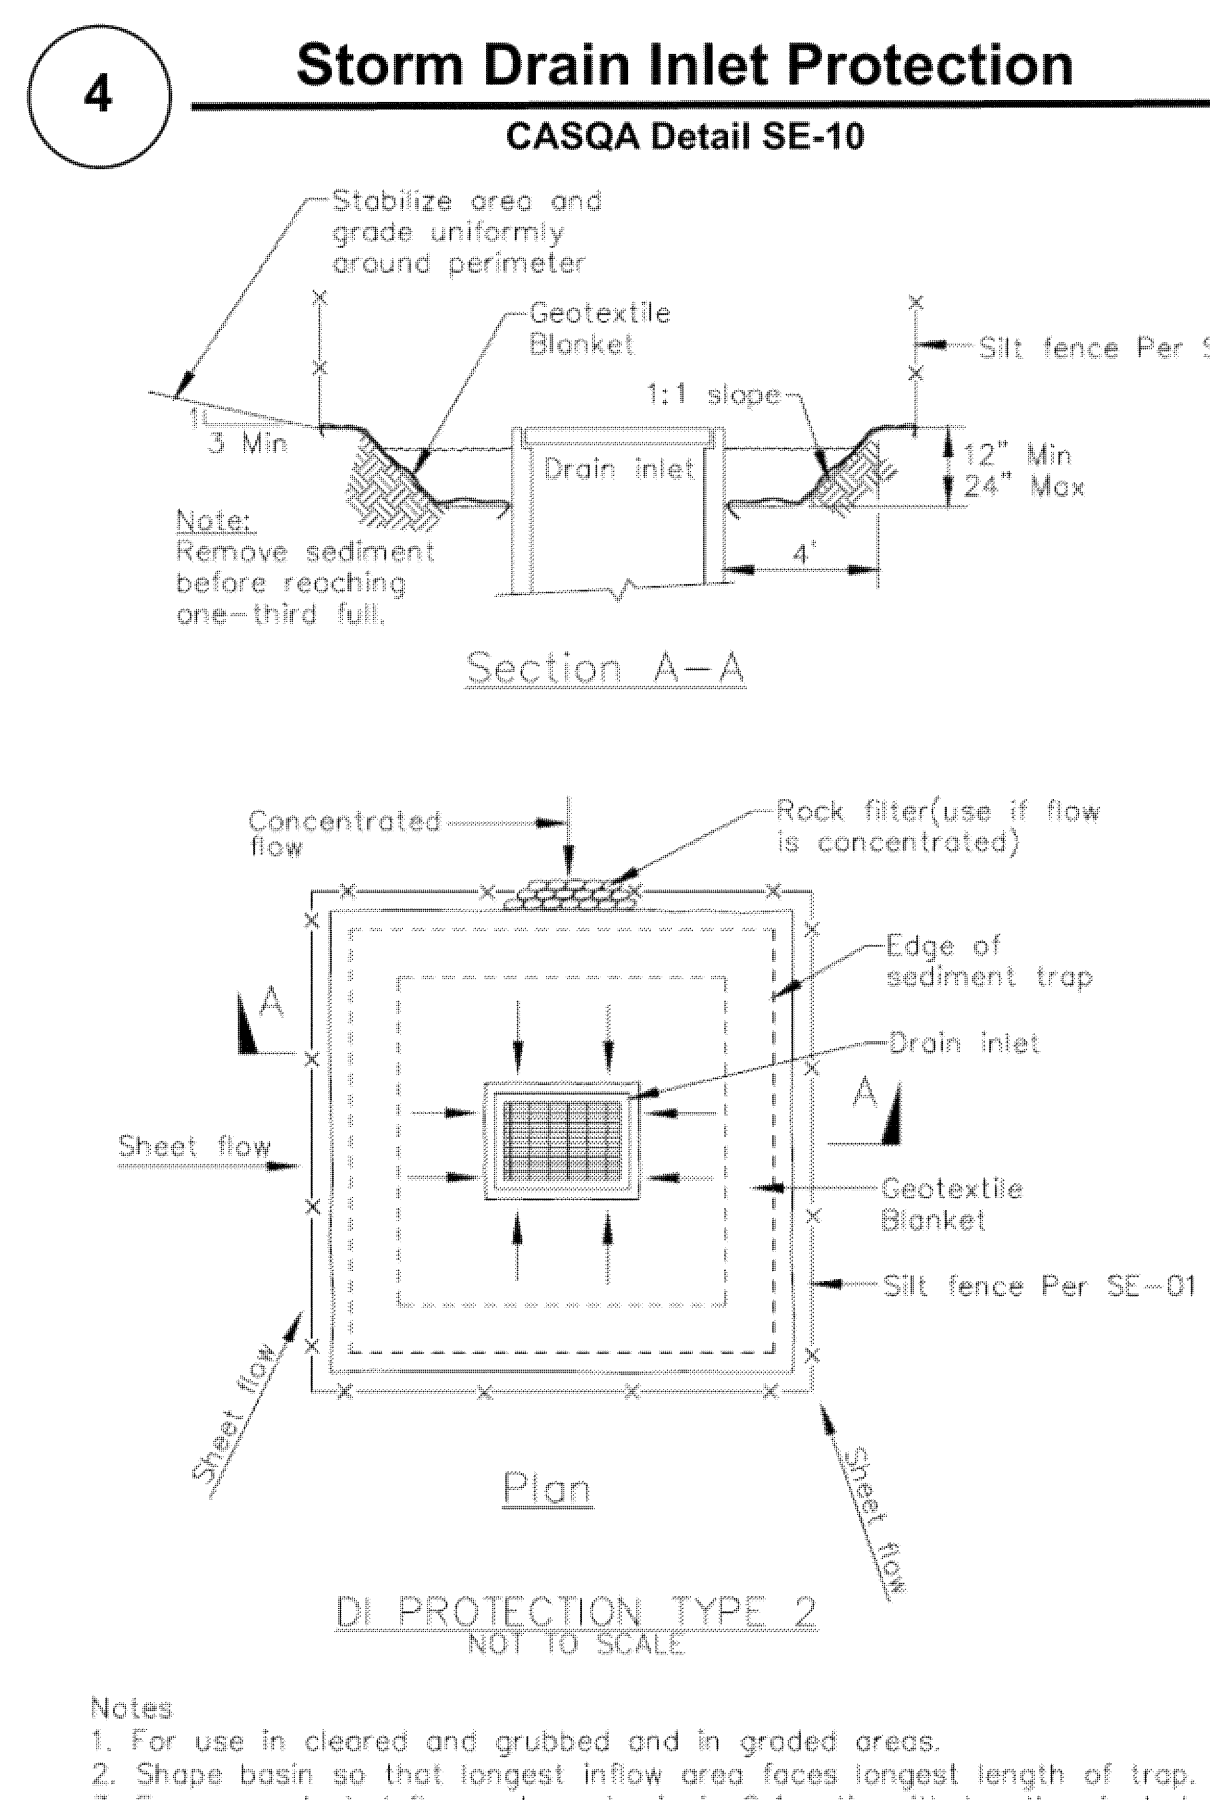 4
Storm Drain Inlet Protection
CASQA Detail SE-10
Stabilize area and
grade uniformly
around perimeter
Geotextile
Blanket
Silt fence Per
1:1 slope
1
3 Min
Drain inlet
12" Min
24" Max
4'
Note:
Remove sediment
before reaching
one-third full.
Section A-A
Concentrated
flow
Rock filter(use if flow
is concentrated)
Edge of
sediment trap
A
Drain inlet
A
Sheet flow
Geotextile
Blanket
Silt fence Per SE-01
Sheet flow
Sheet flow
Plan
DI PROTECTION TYPE 2
NOT TO SCALE
Notes
1. For use in cleared and grubbed and in graded areas.
2. Shape basin so that longest inflow area faces longest length of trap.